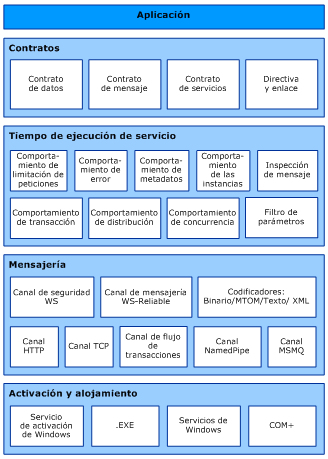 Aplicación
Contratos
Contrato
de datos
Contrato
de mensaje
Contrato
de servicios
Directiva
y enlace
Tiempo de ejecución de servicio
Comporta-
miento de
limitación de
peticiones
Comporta-
miento de
error
Comporta-
miento de
metadatos
Comporta-
miento
de las
instancias
Inspección
de mensaje
Comportamiento
de transacción
Comportamiento
de distribución
Comportamiento
de concurrencia
Filtro de
parámetros
Mensajería
Canal de seguridad
WS
Canal de mensajería
WS-Reliable
Codificadores:
Binario/MTOM/Texto/ XML
Canal
HTTP
Canal TCP
Canal de flujo
de
transacciones
Canal
NamedPipe
Canal
MSMQ
Activación y alojamiento
Servicio
de activación
de Windows
.EXE
Servicios de
Windows
COM+